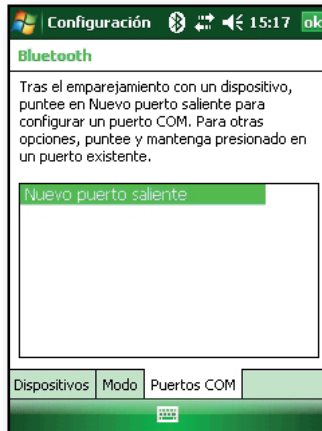 Configuración 15:17 ok
Bluetooth
Tras el emparejamiento con un dispositivo,
puntee en Nuevo puerto saliente para
configurar un puerto COM. Para otras
opciones, puntee y mantenga presionado en
un puerto existente.
Nuevo puerto saliente
Dispositivos Modo Puertos COM